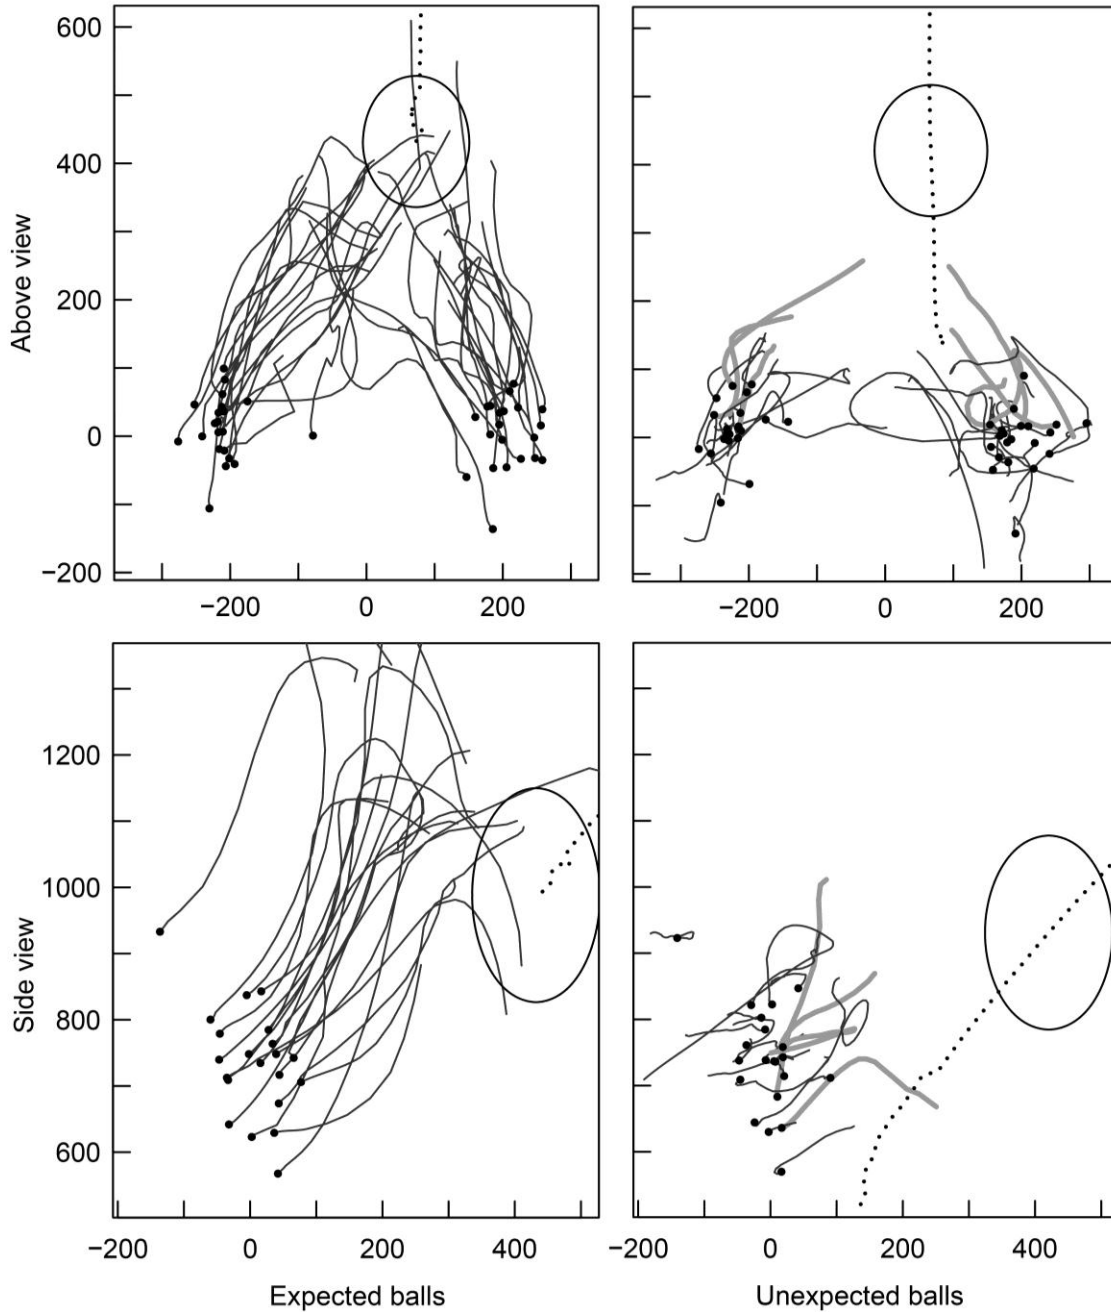 600
400
200
0
−200
Above view
−200 0 200
−200 0 200
1200
1000
800
600
Side view
−200 0 200 400
−200 0 200 400
Expected balls
Unexpected balls